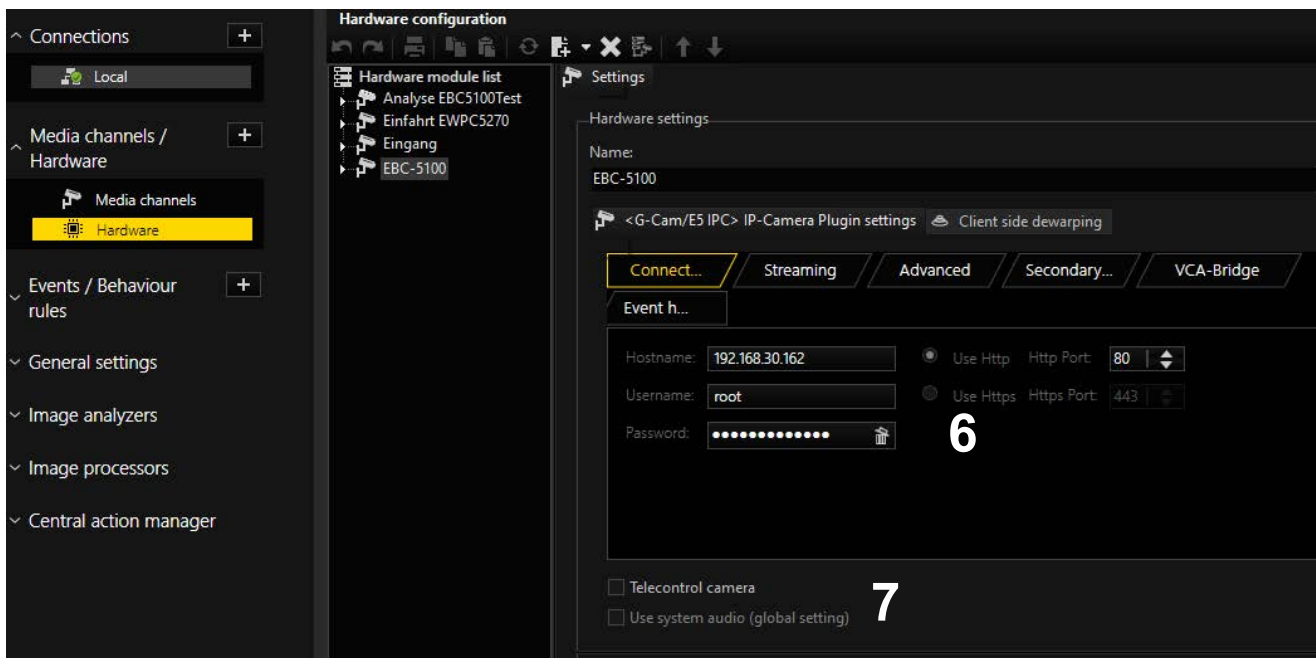 Connections
Local
Media channels /
Hardware
Media channels
Hardware
Events / Behaviour
rules
General settings
Image analyzers
Image processors
Central action manager
Hardware configuration
Hardware module list
Analyse EBC5100Test
Einfahrt EWPC5270
Eingang
EBC-5100
Settings
Hardware settings
Name:
EBC-5100
<G-Cam/E5 IPC> IP-Camera Plugin settings Client side dewarping
Connect... Streaming Advanced Secondary... VCA-Bridge
Event h...
Hostname: 192.168.30.162 Use Http Http Port: 80
Username: root Use Https Https Port: 443
Password: ●●●●●●●●●●●●● 6
Telecontrol camera
Use system audio (global setting) 7